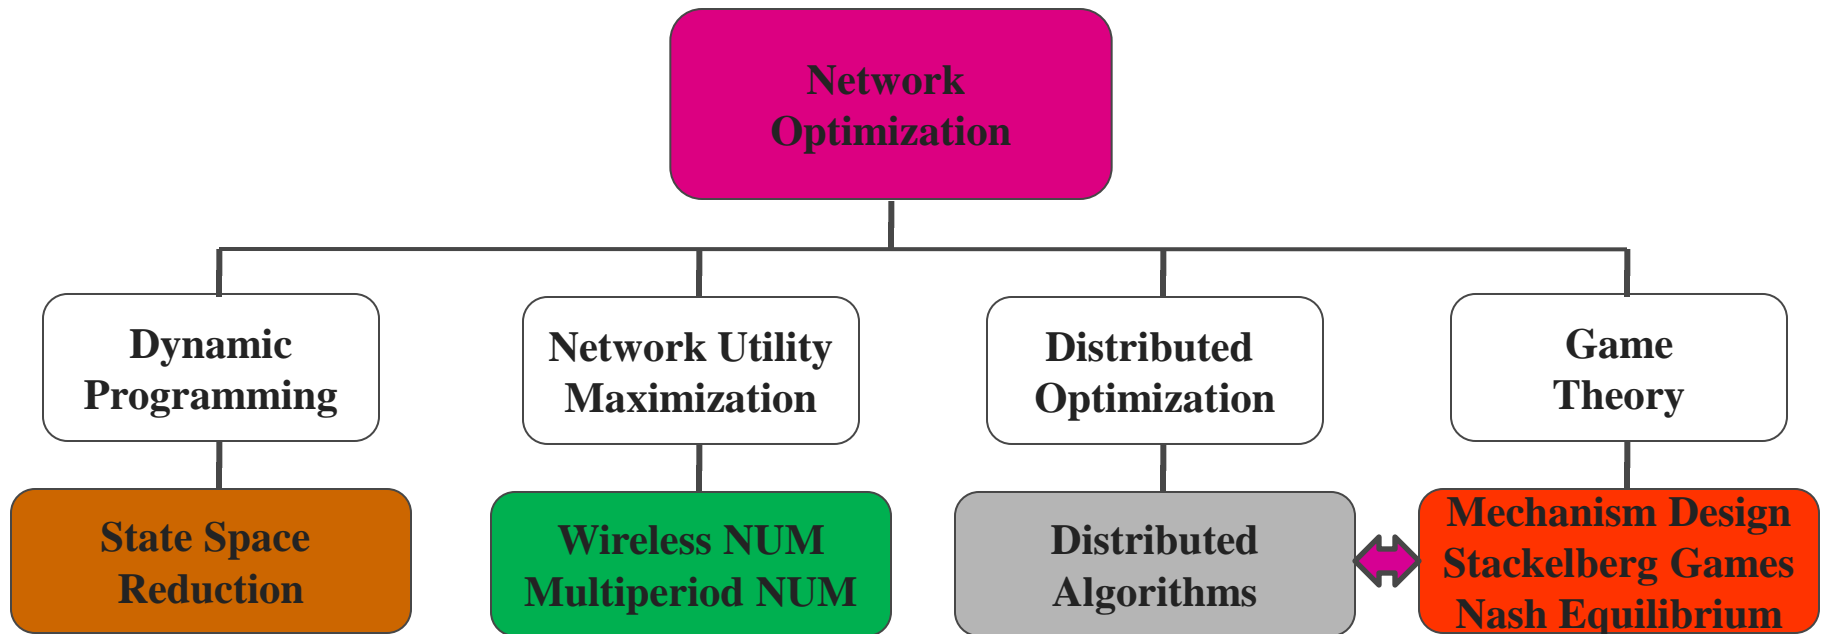 Network
Optimization
Dynamic
Programming
Network Utility
Maximization
Distributed
Optimization
Game
Theory
State Space
Reduction
Wireless NUM
Multiperiod NUM
Distributed
Algorithms
Mechanism Design
Stackelberg Games
Nash Equilibrium